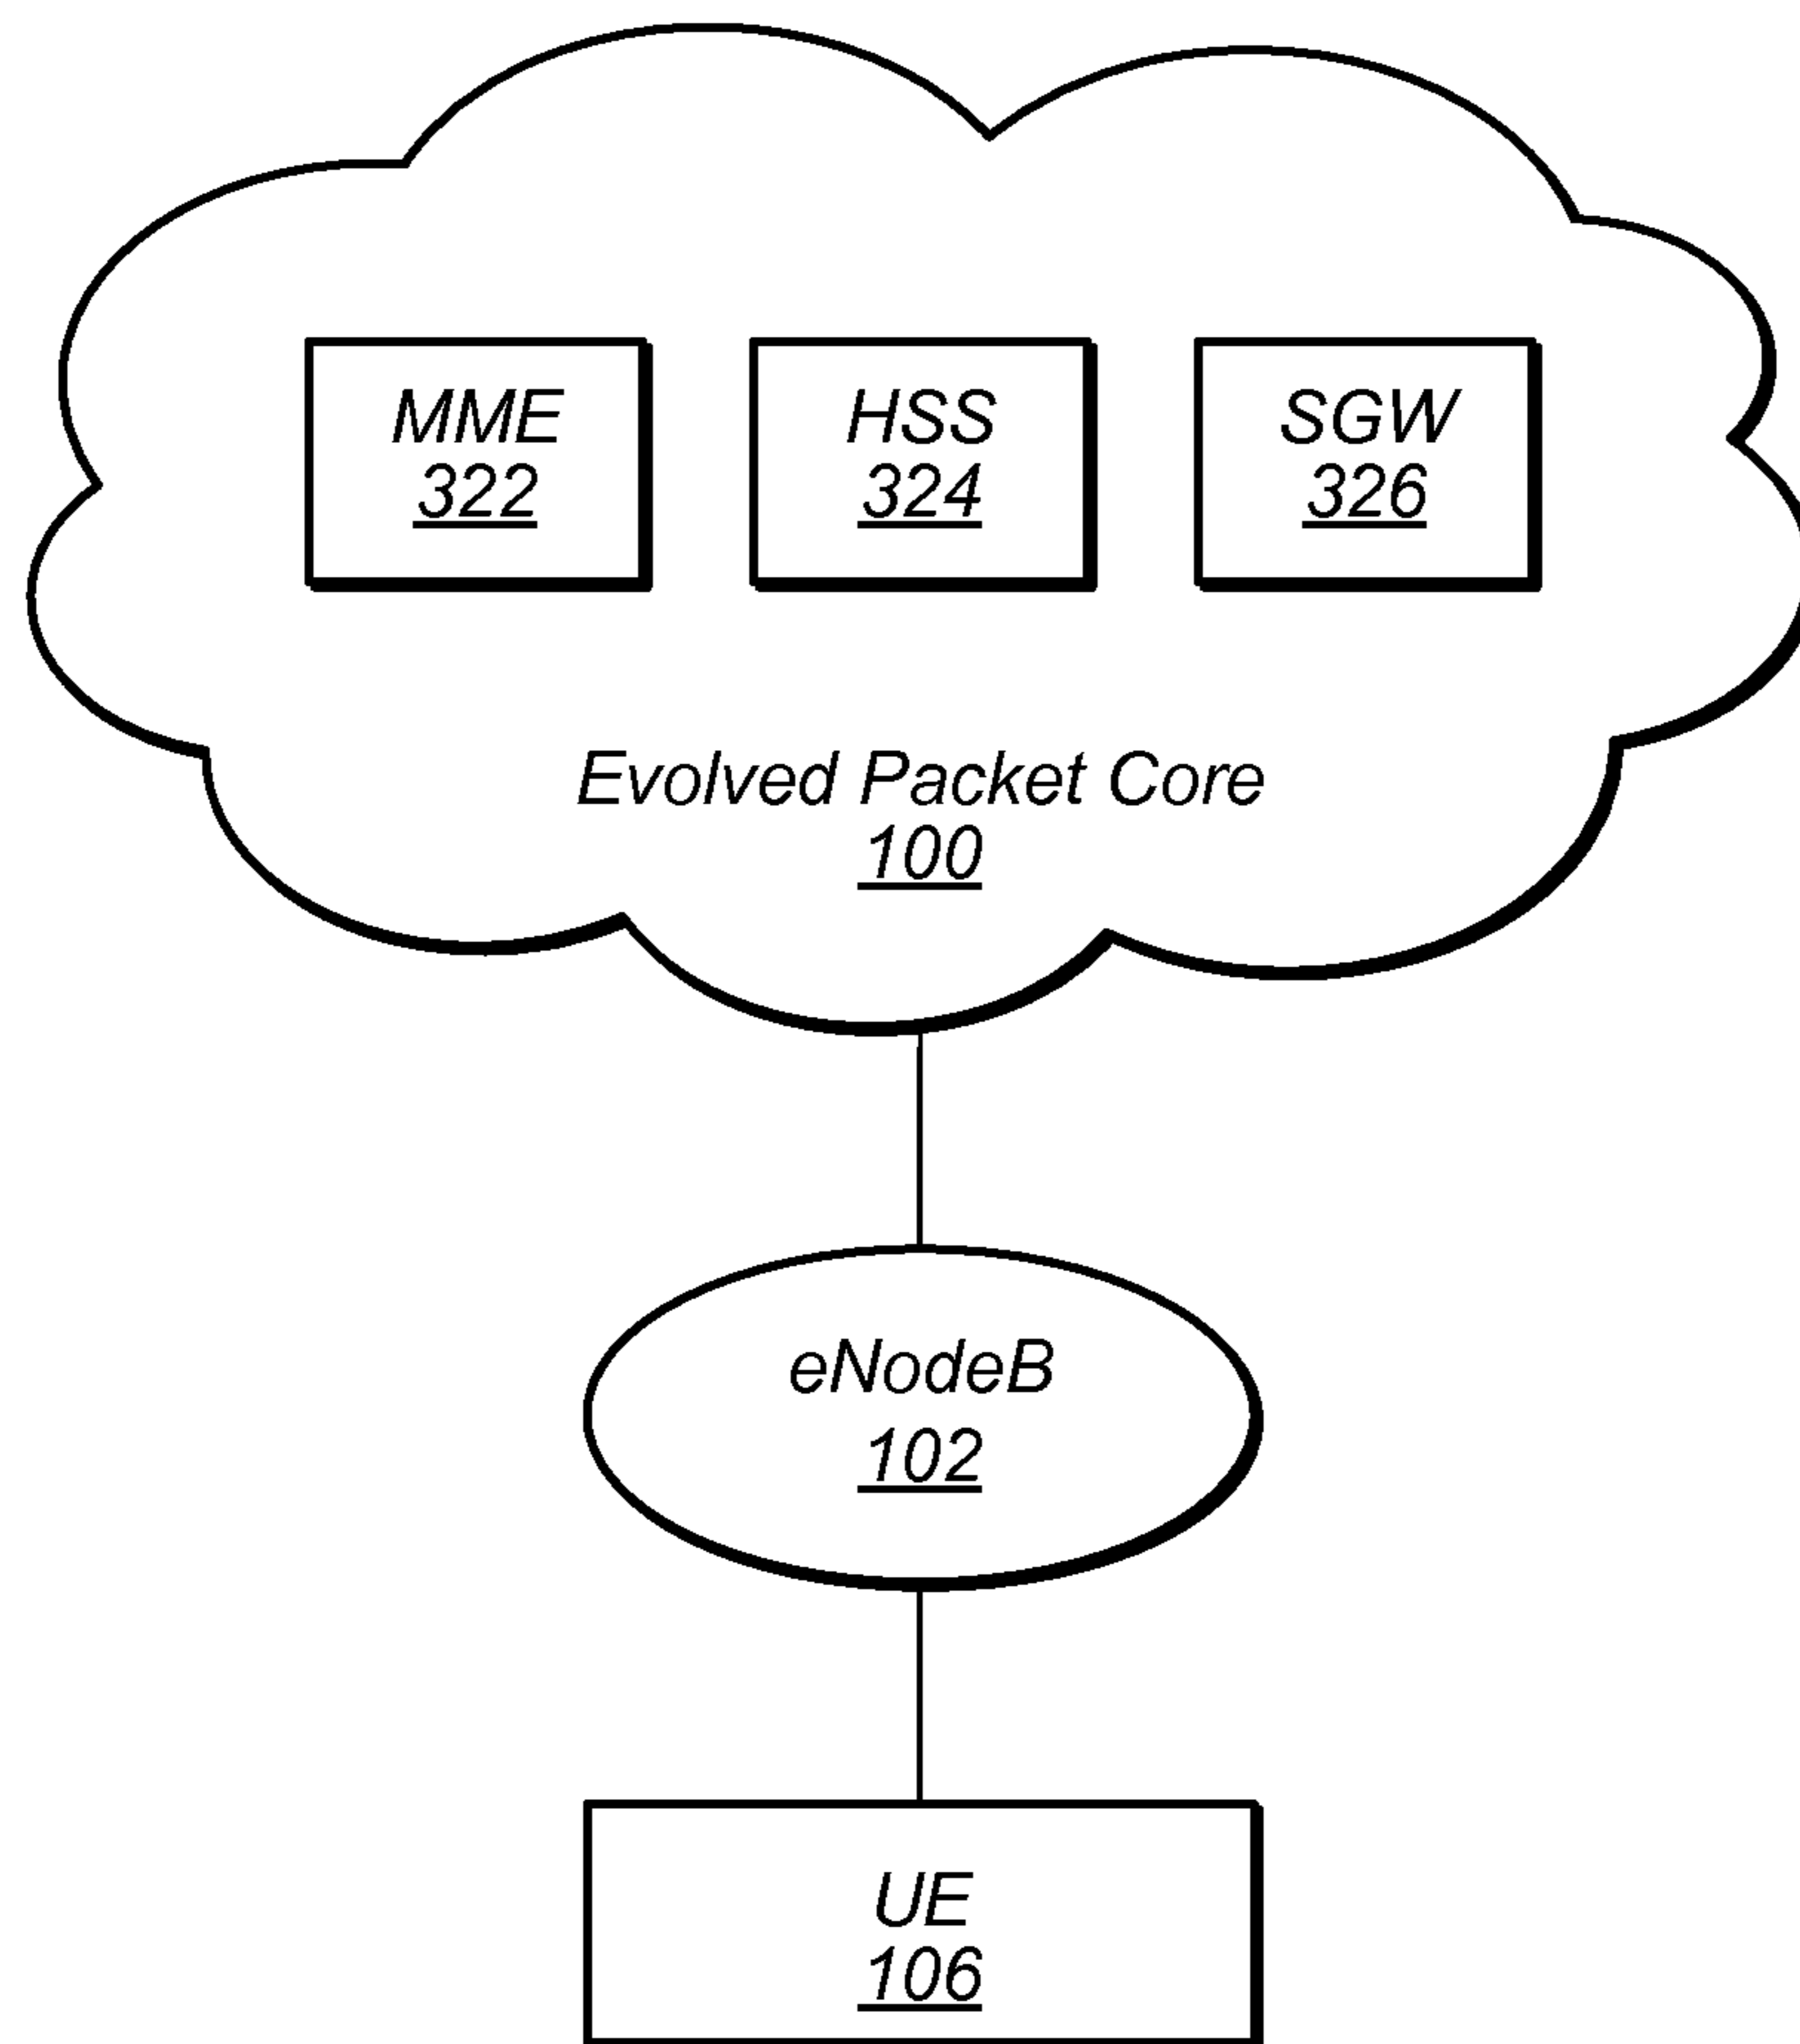 MME
322
HSS
324
SGW
326
Evolved Packet Core
100
eNodeB
102
UE
106